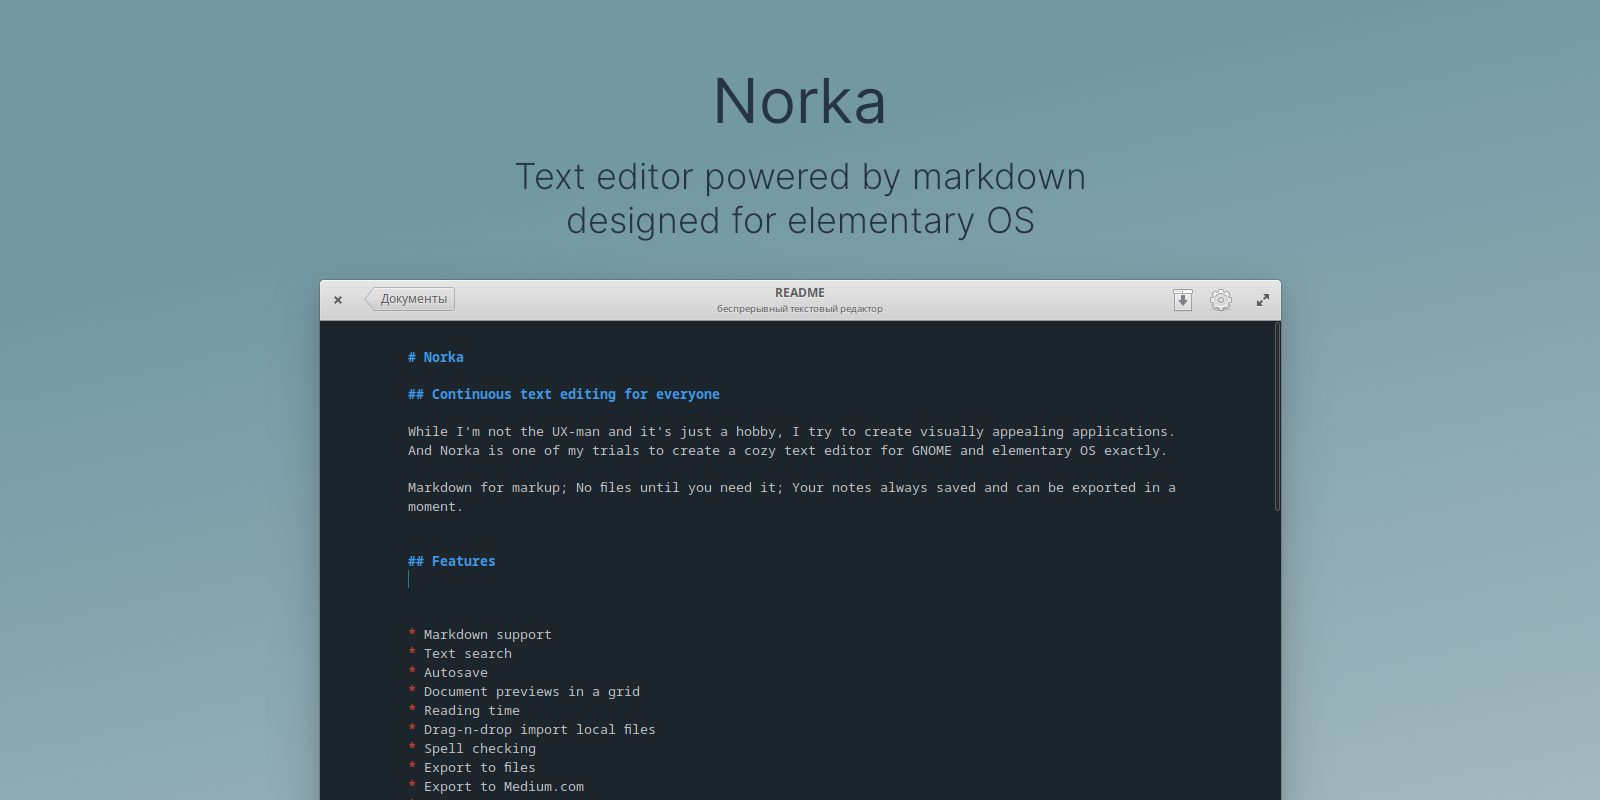 Norka
Text editor powered by markdown
designed for elementary OS
Документы
README
беспрерывный текстовый редактор
# Norka
## Continuous text editing for everyone
While I'm not the UX-man and it's just a hobby, I try to create visually appealing applications.
And Norka is one of my trials to create a cozy text editor for GNOME and elementary OS exactly.
Markdown for markup; No files until you need it; Your notes always saved and can be exported in a
moment.
## Features
* Markdown support
* Text search
* Autosave
* Document previews in a grid
* Reading time
* Drag-n-drop import local files
* Spell checking
* Export to files
* Export to Medium.com